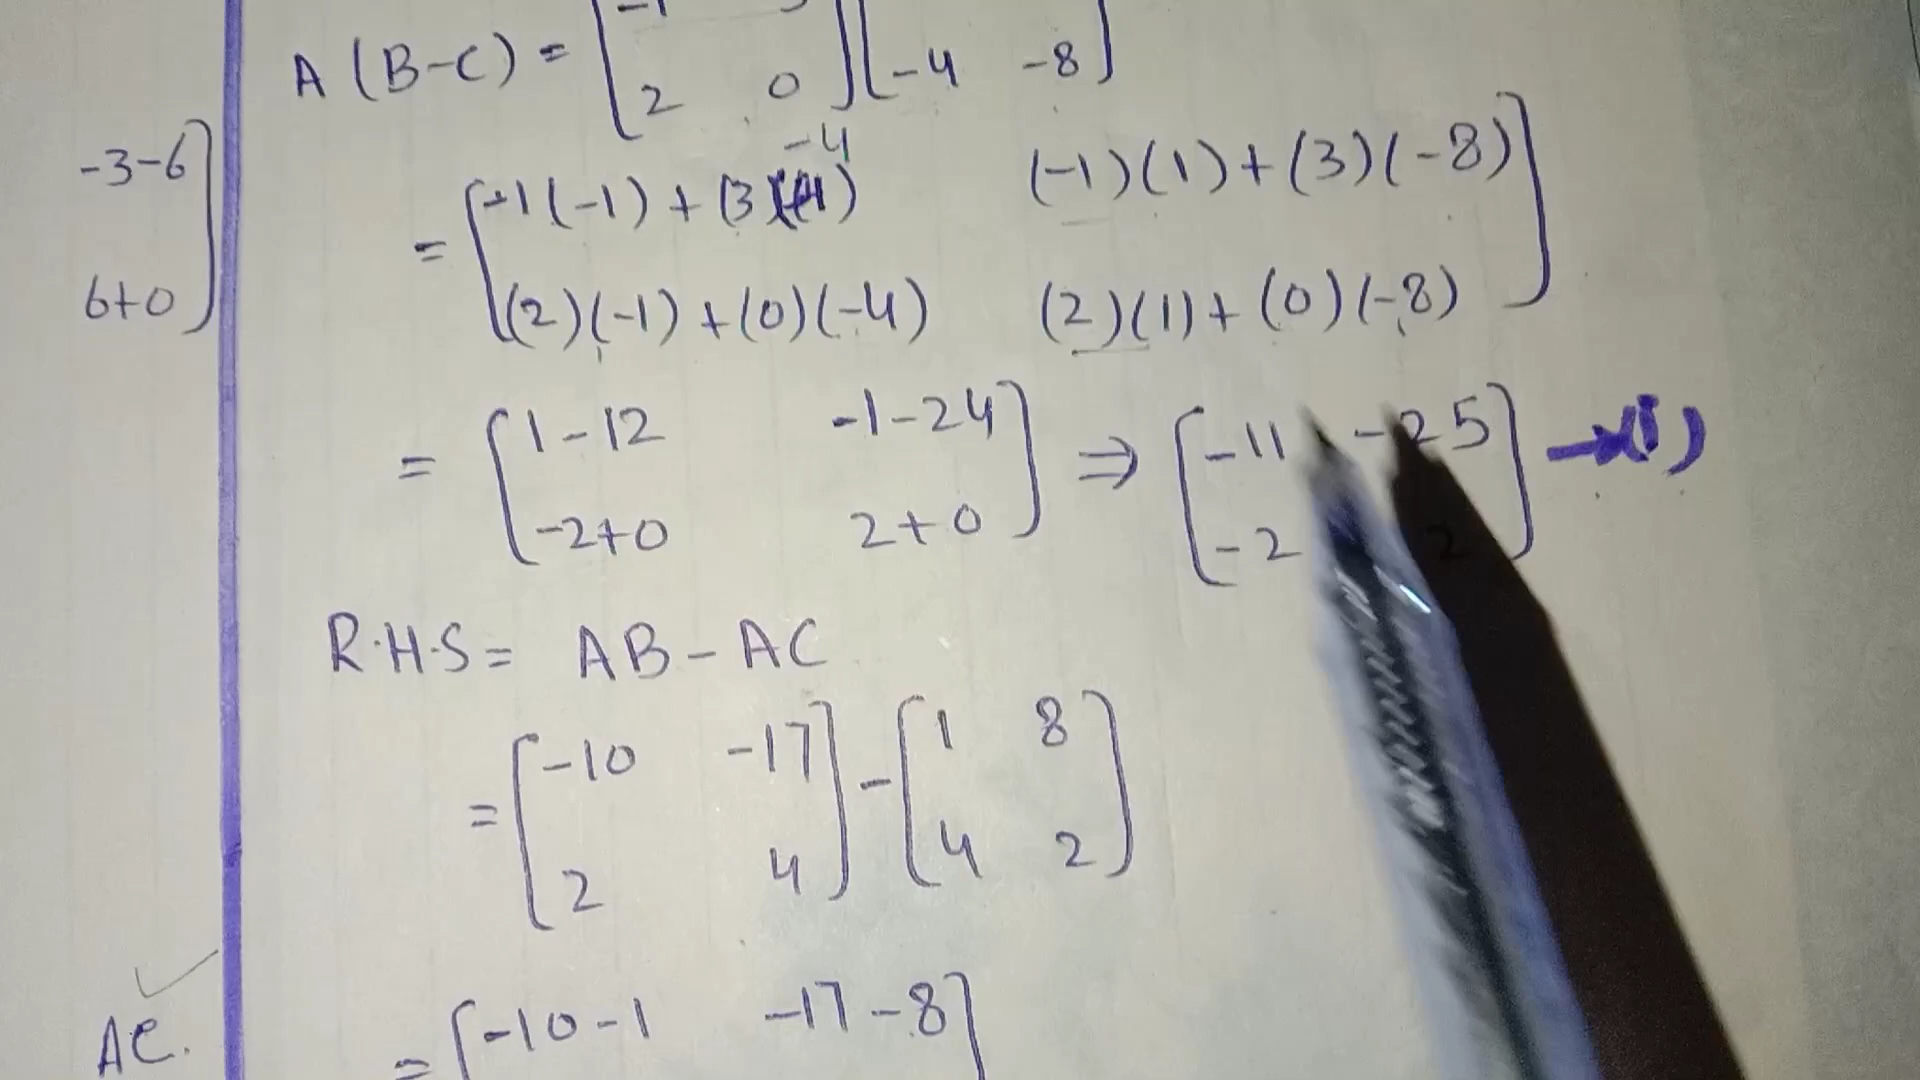 A(B-C) = [-1 3
2 0] [-4 -8]
-4
= [-1(-1) + (3)( ) (-1)(1) + (3)(-8)
(2)(-1) + (0)(-4) (2)(1) + (0)(-8)]
= [1-12 -1-24
-2+0 2+0] ⇒ [-11 -25
-2 2] → (i)
R.H.S = AB - AC
= [-10 -17
2 4] - [1 8
4 2]
= [-10-1 -17-8]
-3-6]
6+0]
AC.